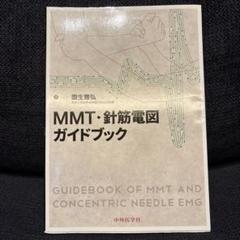 園生雅弘
MMT・針筋電図
ガイドブック
GUIDEBOOK OF MMT AND
CONCENTRIC NEEDLE EMG
中外医学社